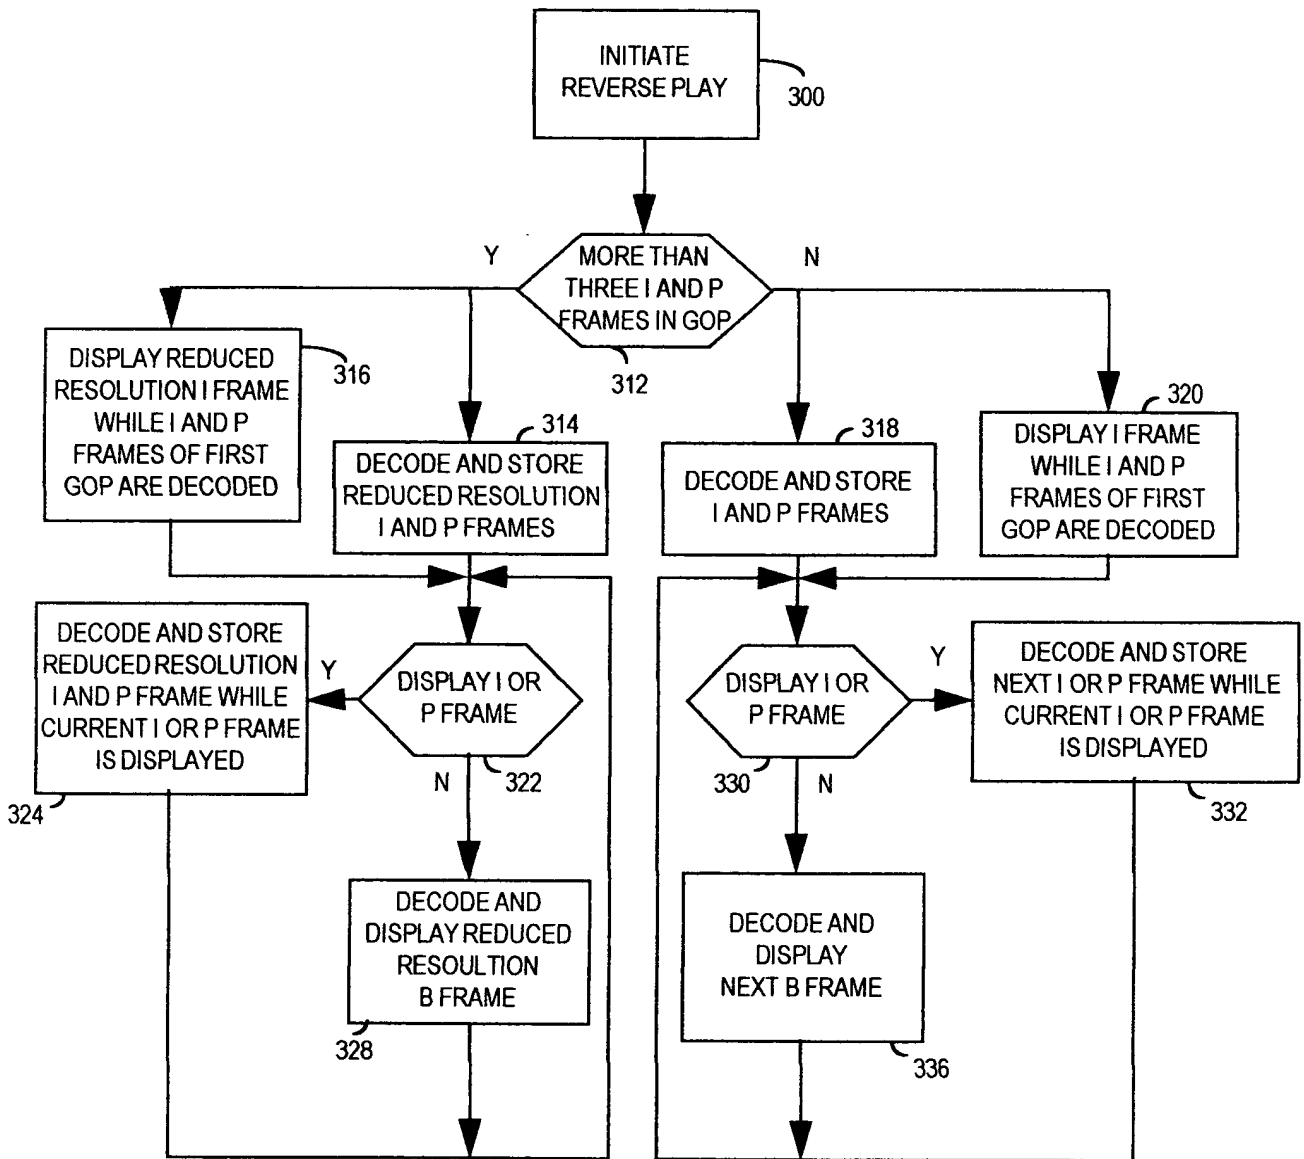 INITIATE
REVERSE PLAY
300
Y
MORE THAN
THREE I AND P
FRAMES IN GOP
N
312
DISPLAY REDUCED
RESOLUTION I FRAME
WHILE I AND P
FRAMES OF FIRST
GOP ARE DECODED
316
314
DECODE AND STORE
REDUCED RESOLUTION
I AND P FRAMES
318
DECODE AND STORE
I AND P FRAMES
320
DISPLAY I FRAME
WHILE I AND P
FRAMES OF FIRST
GOP ARE DECODED
DECODE AND STORE
REDUCED RESOLUTION
I AND P FRAME WHILE
CURRENT I OR P FRAME
IS DISPLAYED
324
Y
DISPLAY I OR
P FRAME
322
N
DISPLAY I OR
P FRAME
330
Y
N
DECODE AND STORE
NEXT I OR P FRAME WHILE
CURRENT I OR P FRAME
IS DISPLAYED
332
DECODE AND
DISPLAY REDUCED
RESOULTION
B FRAME
328
DECODE AND
DISPLAY
NEXT B FRAME
336